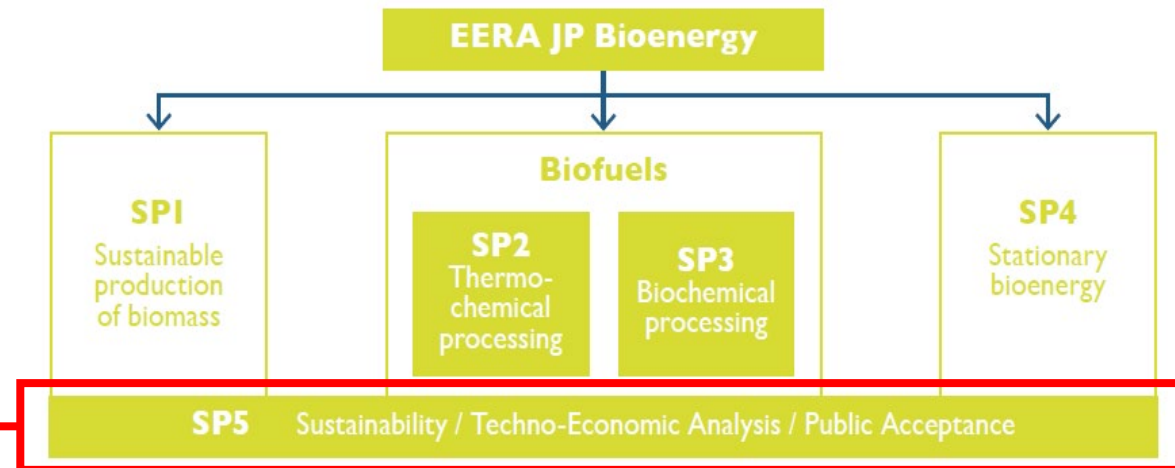 EERA JP Bioenergy
SP1
Sustainable
production
of biomass
Biofuels
SP2
Thermo-
chemical
processing
SP3
Biochemical
processing
SP4
Stationary
bioenergy
SP5 Sustainability / Techno-Economic Analysis / Public Acceptance